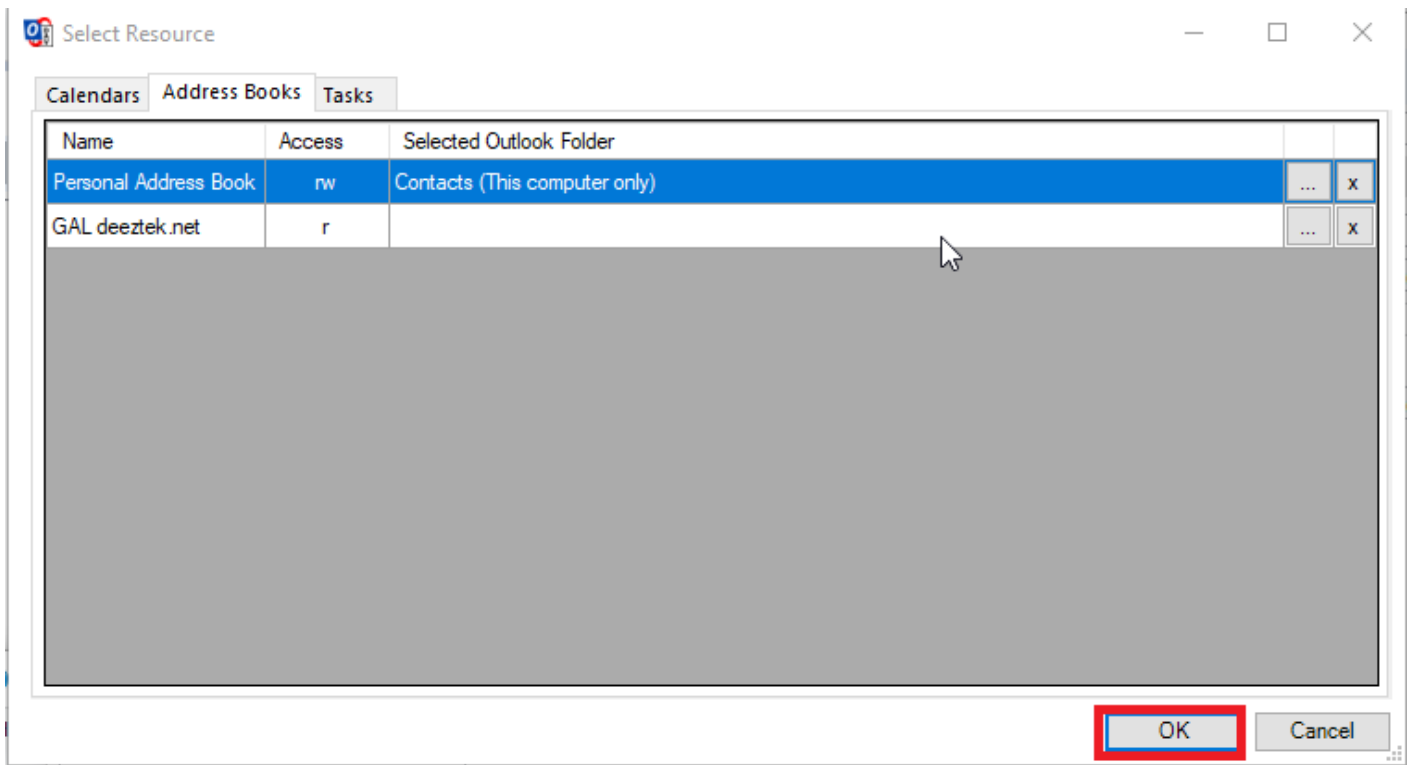 Select Resource
Calendars Address Books Tasks
Name Access Selected Outlook Folder
Personal Address Book rw Contacts (This computer only) ... x
GAL deeztek.net r ... x
OK Cancel